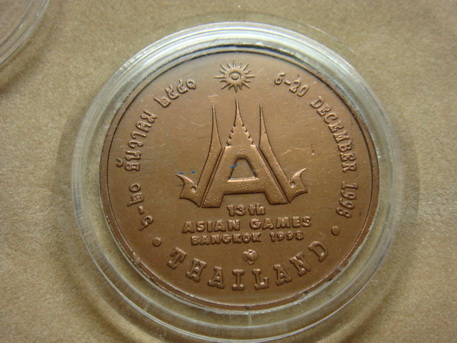 ๖-๒๐ ธันวาคม ๒๕๔๑
6-20 DECEMBER 1998
13th
ASIAN GAMES
BANGKOK 1998
• THAILAND •